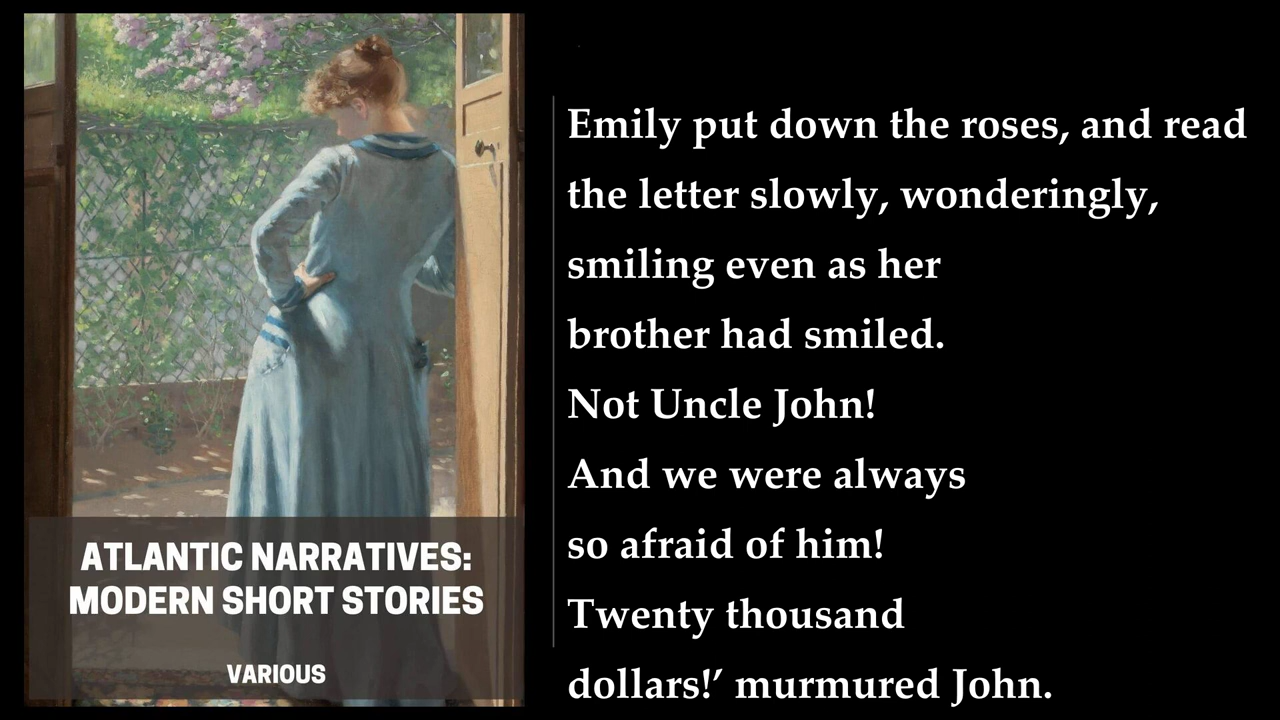 ATLANTIC NARRATIVES:
MODERN SHORT STORIES
VARIOUS
Emily put down the roses, and read
the letter slowly, wonderingly,
smiling even as her
brother had smiled.
Not Uncle John!
And we were always
so afraid of him!
Twenty thousand
dollars!’ murmured John.